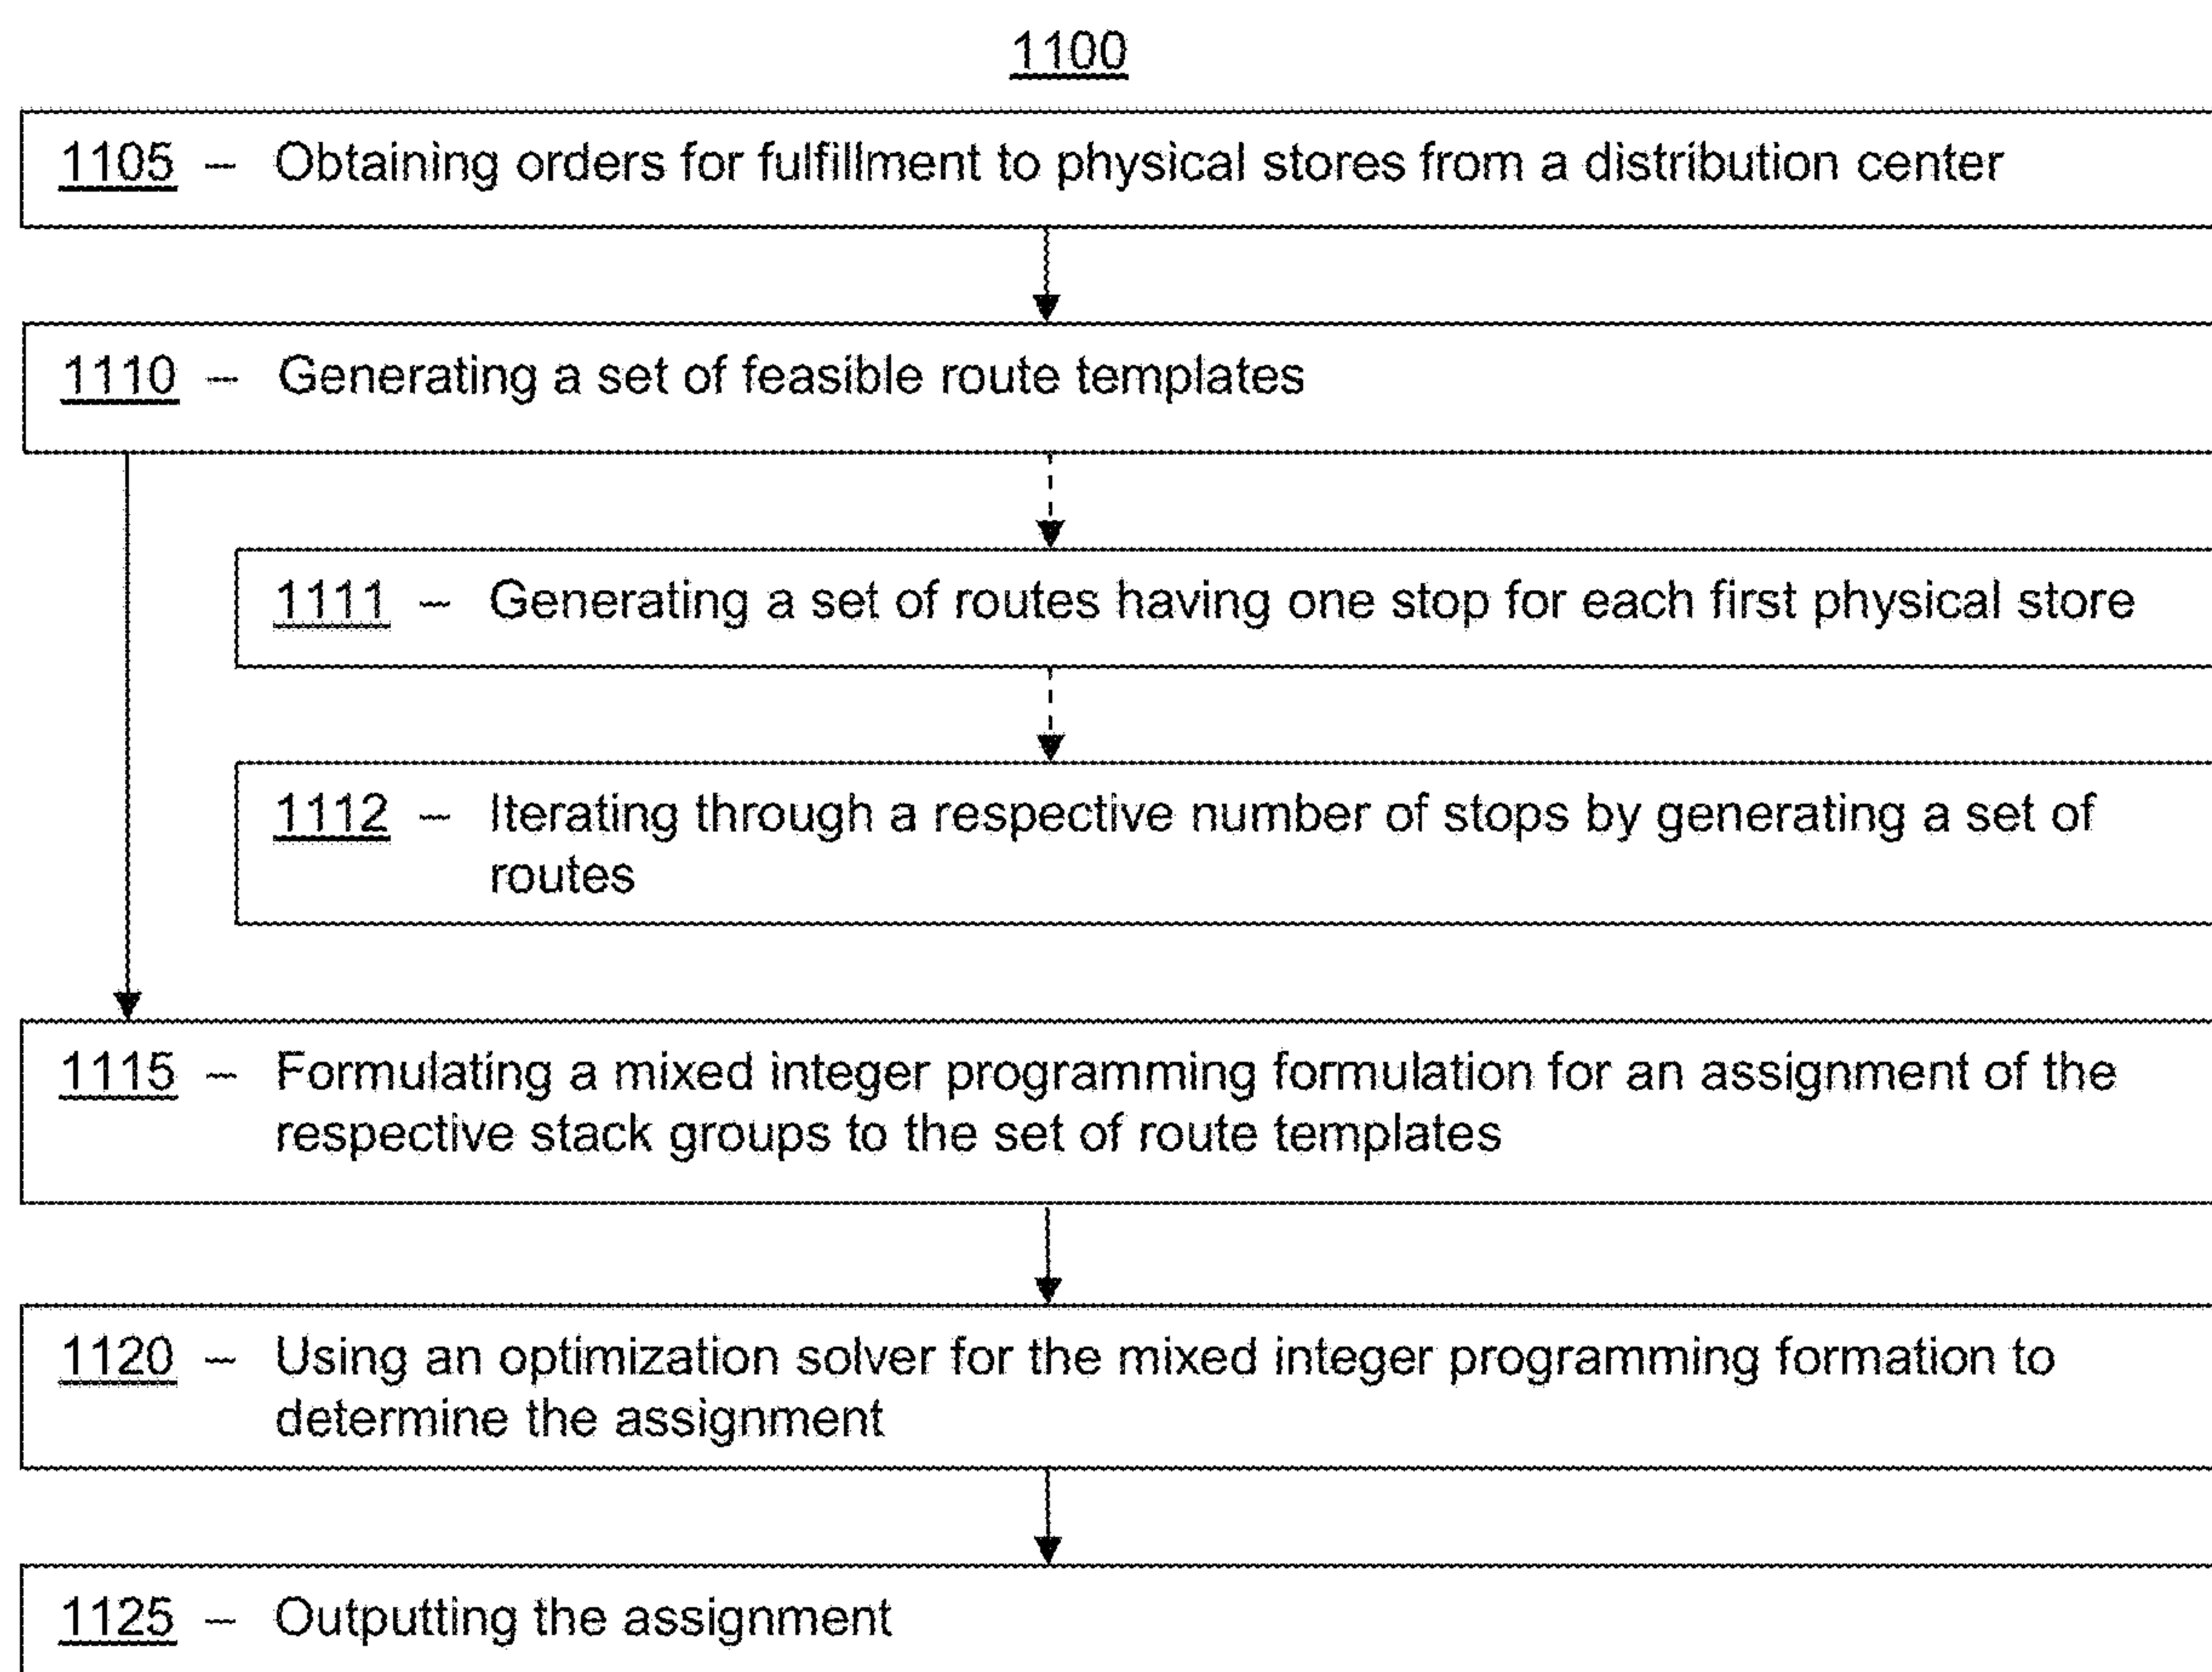 1100
1105 – Obtaining orders for fulfillment to physical stores from a distribution center
1110 – Generating a set of feasible route templates
1111 – Generating a set of routes having one stop for each first physical store
1112 – Iterating through a respective number of stops by generating a set of
routes
1115 – Formulating a mixed integer programming formulation for an assignment of the
respective stack groups to the set of route templates
1120 – Using an optimization solver for the mixed integer programming formation to
determine the assignment
1125 – Outputting the assignment